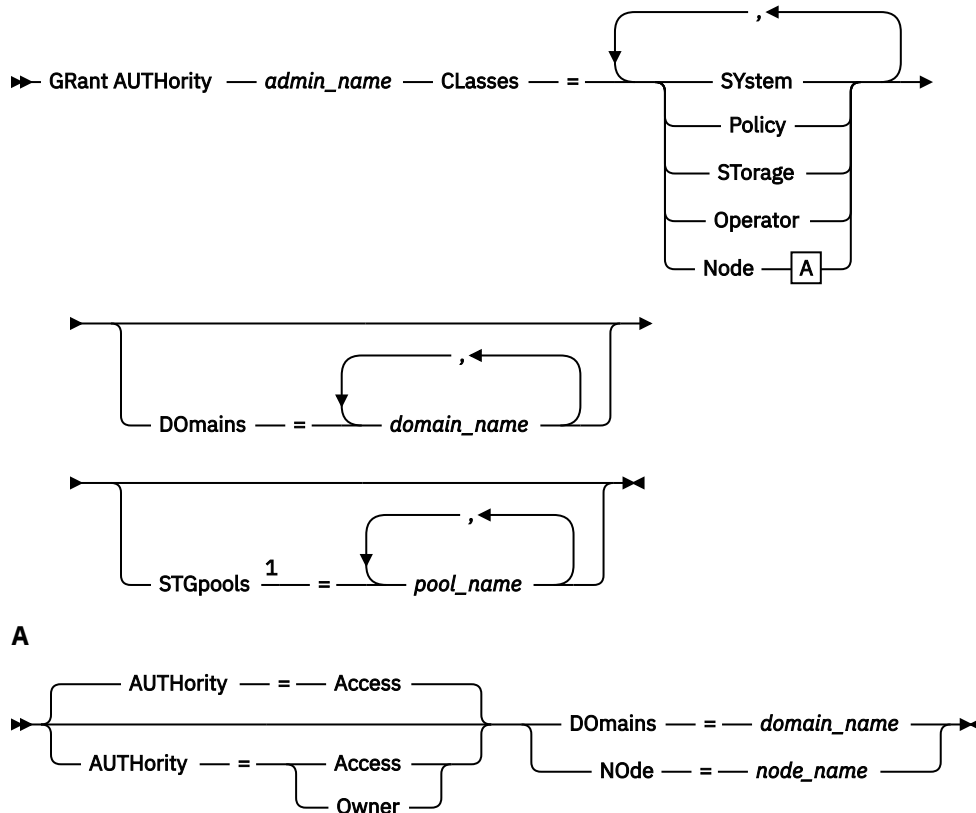 ,
GRant AUTHority admin_name CLasses = SYstem
Policy
STorage
Operator
Node A
,
DOmains = domain_name
,
STGpools 1 = pool_name
A
AUTHority = Access
DOmains = domain_name
AUTHority = Access
NOde = node_name
Owner